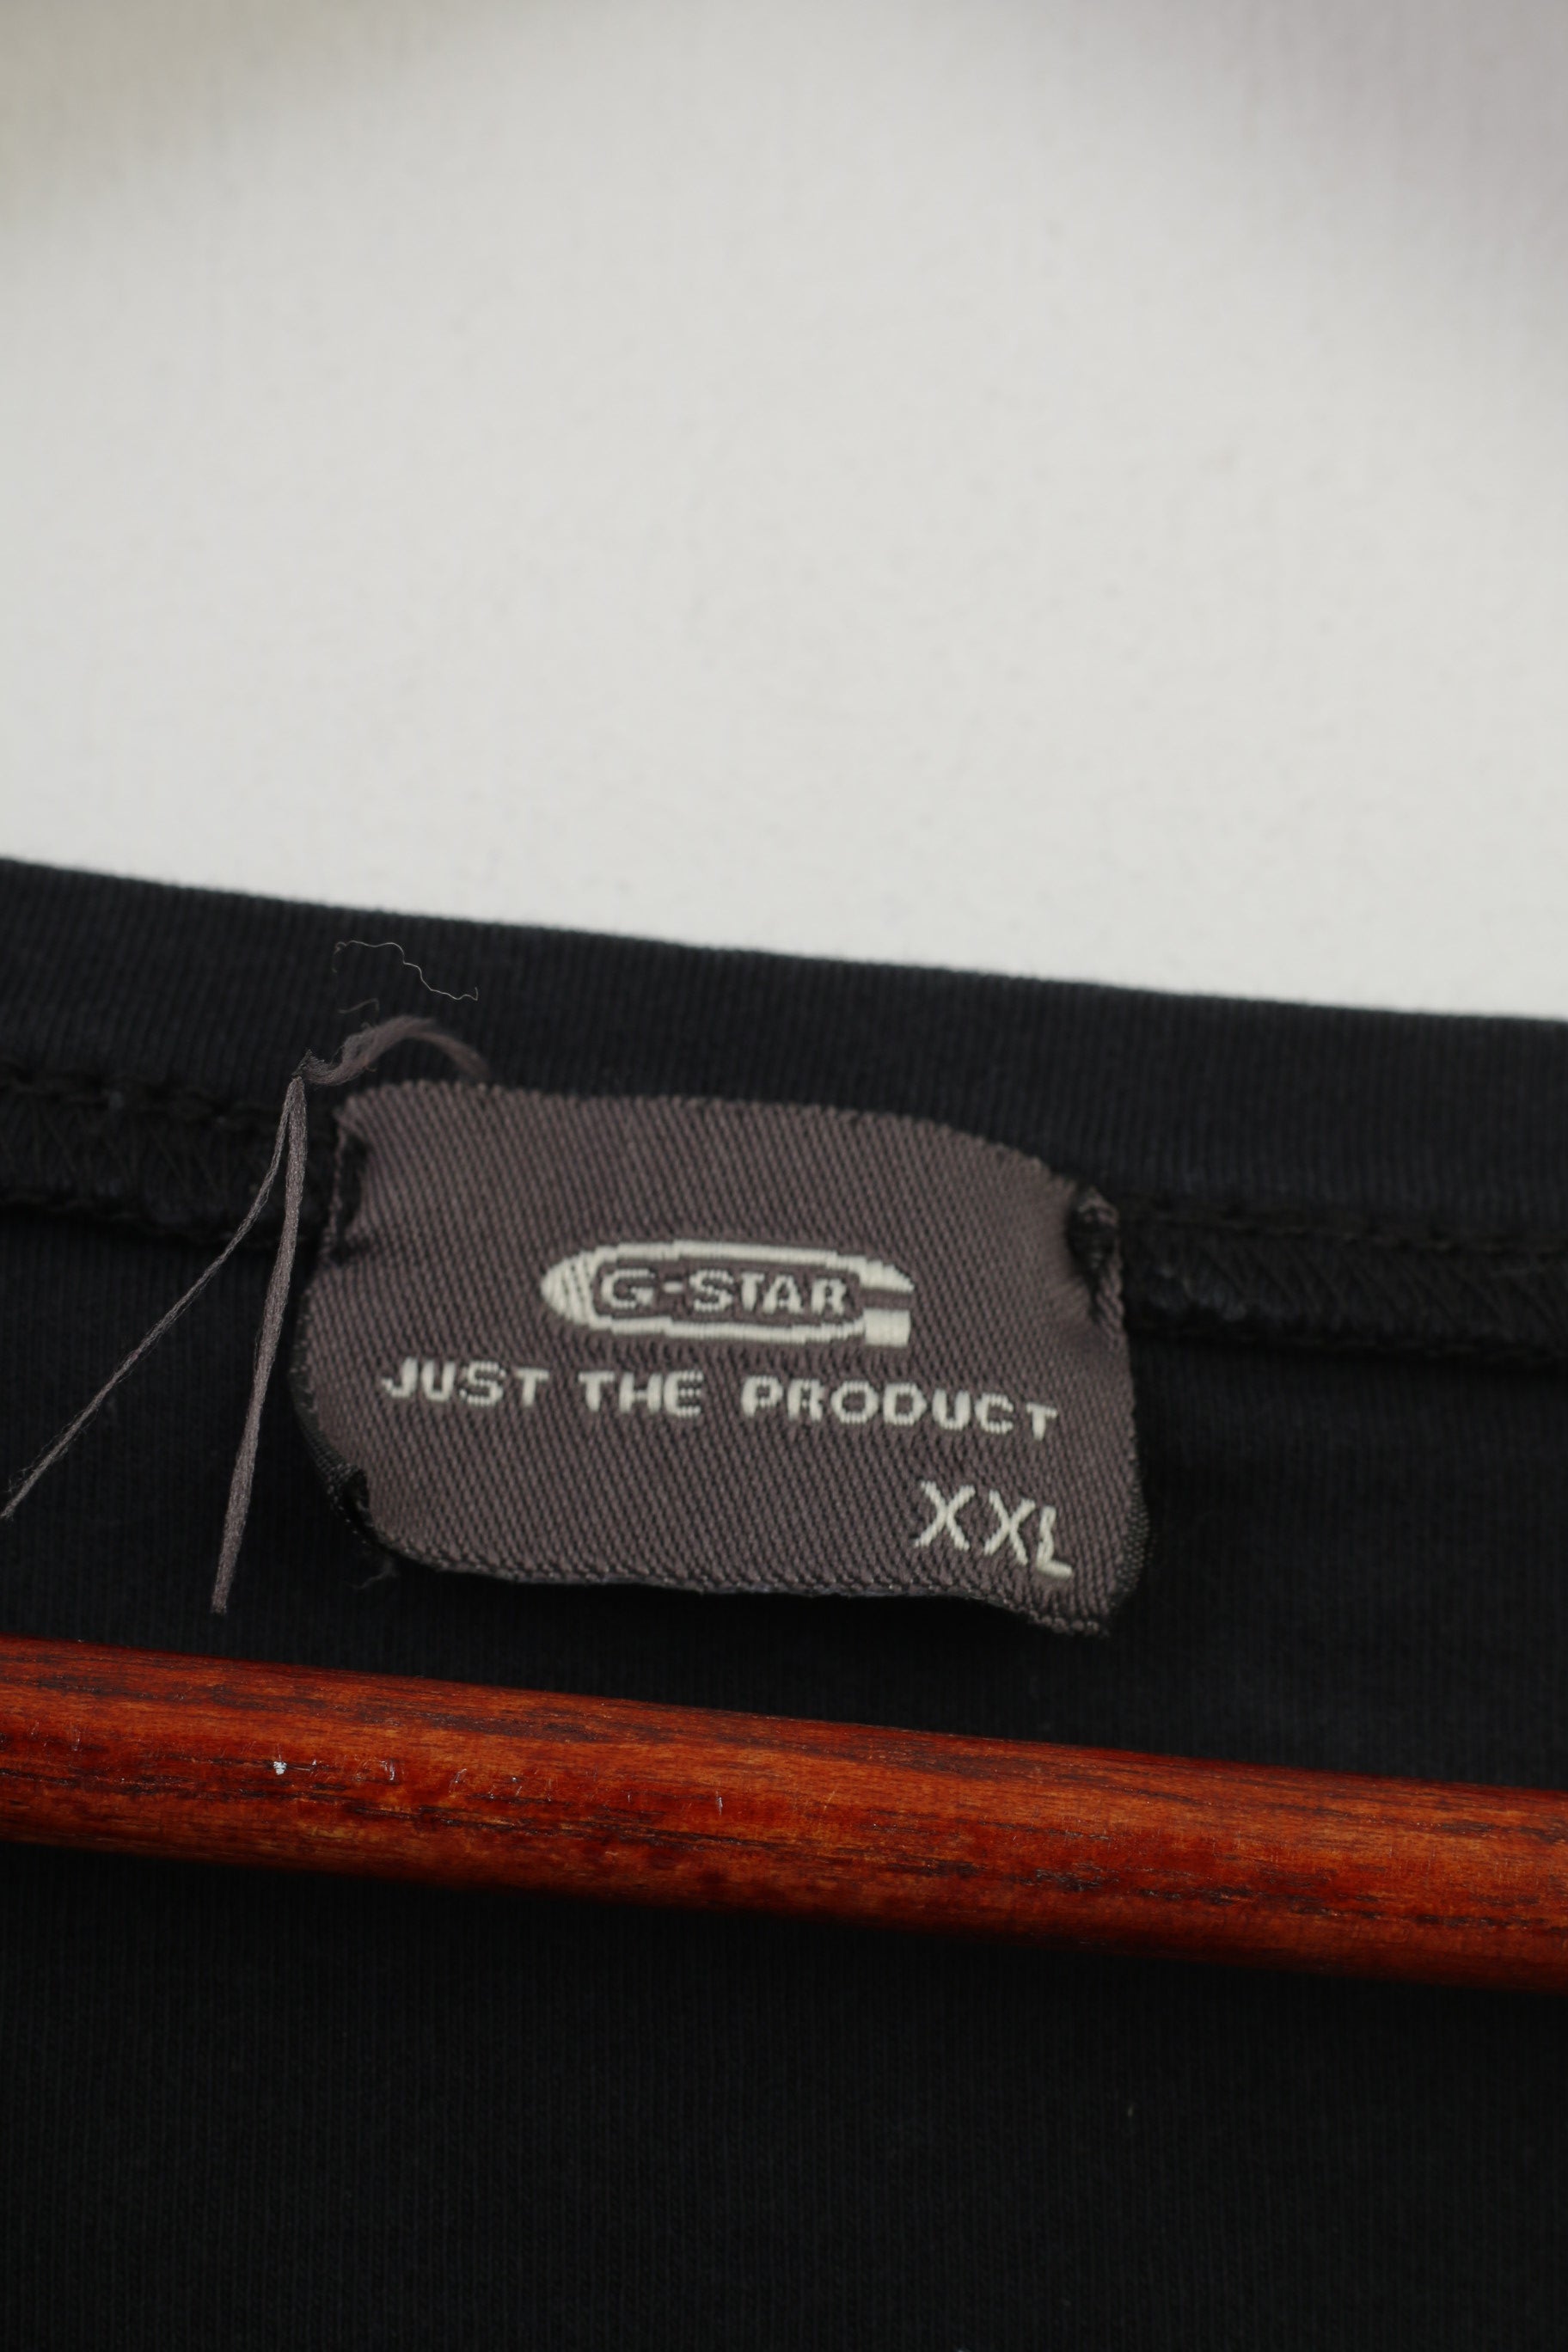 G-STAR
JUST THE PRODUCT
XXL